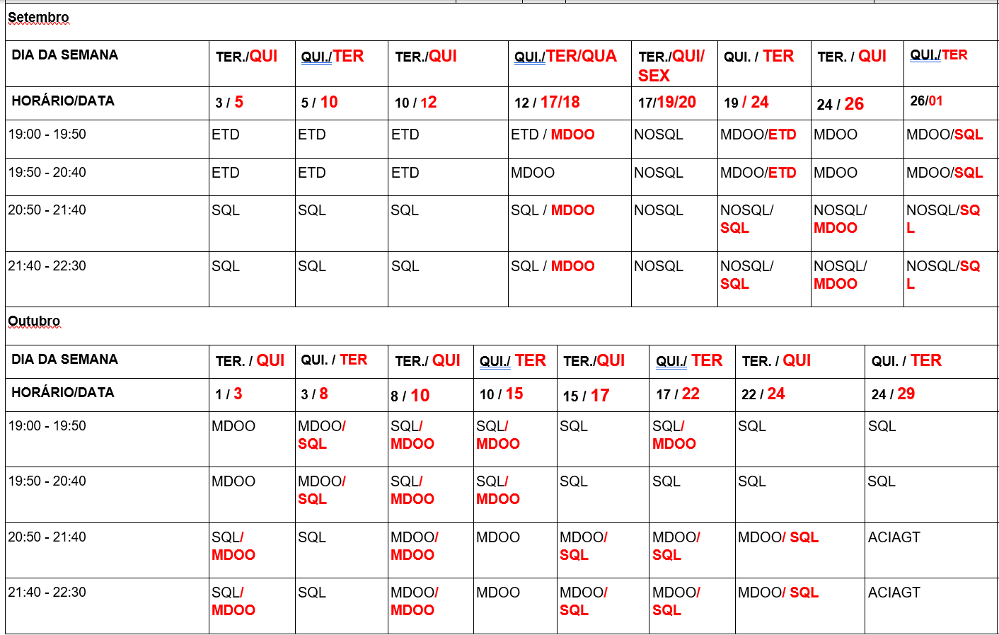 Setembro
DIA DA SEMANA TER./QUI QUI./TER TER./QUI QUI./TER/QUA TER./QUI/ SEX QUI. / TER TER. / QUI QUI./TER
HORÁRIO/DATA 3 / 5 5 / 10 10 / 12 12 / 17/18 17/19/20 19 / 24 24 / 26 26/01
19:00 - 19:50 ETD ETD ETD ETD / MDOO NOSQL MDOO/ETD MDOO MDOO/SQL
19:50 - 20:40 ETD ETD ETD MDOO NOSQL MDOO/ETD MDOO MDOO/SQL
20:50 - 21:40 SQL SQL SQL SQL / MDOO NOSQL NOSQL/ SQL NOSQL/ MDOO NOSQL/SQ L
21:40 - 22:30 SQL SQL SQL SQL / MDOO NOSQL NOSQL/ SQL NOSQL/ MDOO NOSQL/SQ L
Outubro
DIA DA SEMANA TER. / QUI QUI. / TER TER./ QUI QUI./ TER TER./QUI QUI./ TER TER. / QUI QUI. / TER
HORÁRIO/DATA 1 / 3 3 / 8 8 / 10 10 / 15 15 / 17 17 / 22 22 / 24 24 / 29
19:00 - 19:50 MDOO MDOO/ SQL SQL/ MDOO SQL/ MDOO SQL SQL/ MDOO SQL SQL
19:50 - 20:40 MDOO MDOO/ SQL SQL/ MDOO SQL/ MDOO SQL SQL SQL SQL
20:50 - 21:40 SQL/ MDOO SQL MDOO/ MDOO MDOO MDOO/ SQL MDOO/ SQL MDOO/ SQL ACIAGT
21:40 - 22:30 SQL/ MDOO SQL MDOO/ MDOO MDOO MDOO/ SQL MDOO/ SQL MDOO/ SQL ACIAGT